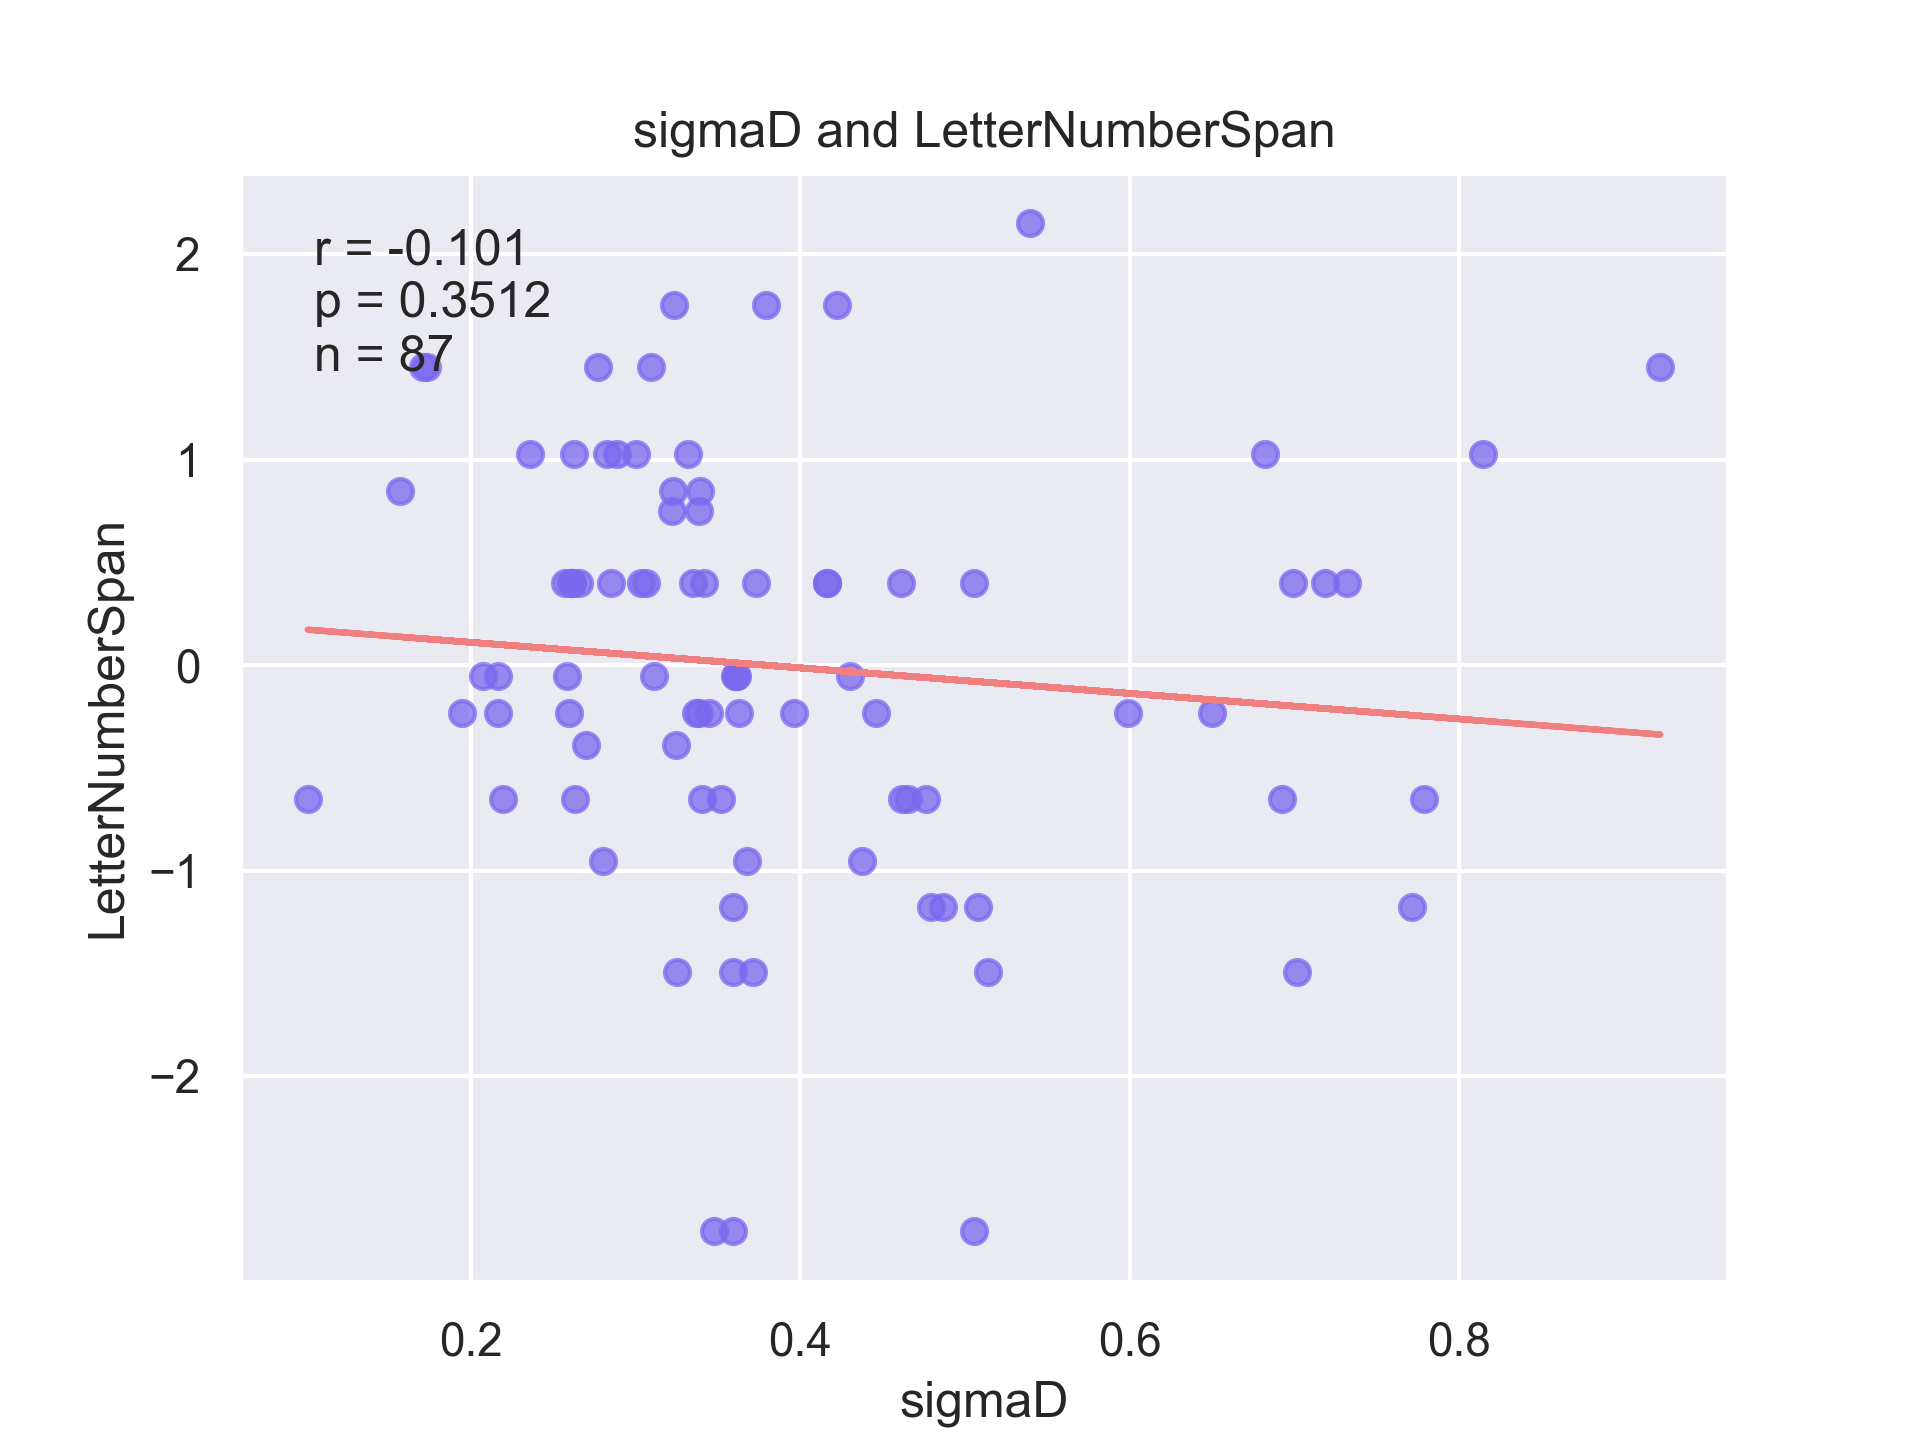 sigmaD and LetterNumberSpan
r = -0.101
p = 0.3512
n = 87
LetterNumberSpan
2
1
0
−1
−2
0.2 0.4 0.6 0.8
sigmaD